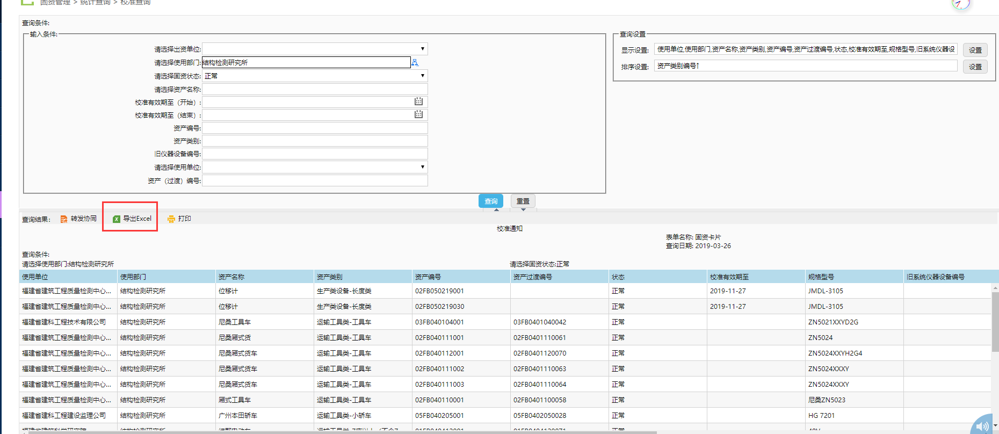 固资管理 > 统计查询 > 校准查询
查询条件:
输入条件:
请选择出资单位:
请选择使用部门: 结构检测研究所
请选择固资状态: 正常
请选择资产名称:
校准有效期至（开始）:
校准有效期至（结束）:
资产编号:
资产类别:
旧仪器设备编号:
请选择使用单位:
资产（过渡）编号:
查询设置
显示设置: 使用单位,使用部门,资产名称,资产类别,资产编号,资产过渡编号,状态,校准有效期至,规格型号,旧系统仪器设 设置
排序设置: 资产类别编号↑ 设置
查询 重置
查询结果: 转发协同 导出Excel 打印
校准通知
表单名称: 固资卡片
查询日期: 2019-03-26
查询条件:
请选择使用部门:结构检测研究所 请选择固资状态:正常
使用单位 使用部门 资产名称 资产类别 资产编号 资产过渡编号 状态 校准有效期至 规格型号 旧系统仪器设备编号
福建省建筑工程质量检测中心... 结构检测研究所 位移计 生产类设备-长度类 02FB050219001 正常 2019-11-27 JMDL-3105
福建省建筑工程质量检测中心... 结构检测研究所 位移计 生产类设备-长度类 02FB050219030 正常 2019-11-27 JMDL-3105
福建省建科工程技术有限公司 结构检测研究所 尼桑工具车 运输工具类-工具车 03FB040104001 03FB0401040042 正常 ZN5021XXYD2G
福建省建筑工程质量检测中心... 结构检测研究所 尼桑厢式货 运输工具类-工具车 02FB040111001 02FB0401110061 正常 ZN5024
福建省建筑工程质量检测中心... 结构检测研究所 尼桑厢式货车 运输工具类-工具车 02FB040112001 02FB0401120070 正常 ZN5024XXYH2G4
福建省建筑工程质量检测中心... 结构检测研究所 尼桑厢式货车 运输工具类-工具车 02FB040111002 02FB0401110063 正常 ZN5024XXXY
福建省建筑工程质量检测中心... 结构检测研究所 尼桑厢式货车 运输工具类-工具车 02FB040111003 02FB0401110064 正常 ZN5024XXXY
福建省建筑工程质量检测中心... 结构检测研究所 厢式工具车 运输工具类-工具车 02FB040110001 02FB0401100058 正常 尼桑ZN5023
福建省建科工程建设监理公司 结构检测研究所 广州本田轿车 运输工具类-小轿车 05FB040205001 05FB0402050028 正常 HG 7201
福建省建筑科学研究院 结构检测研究所